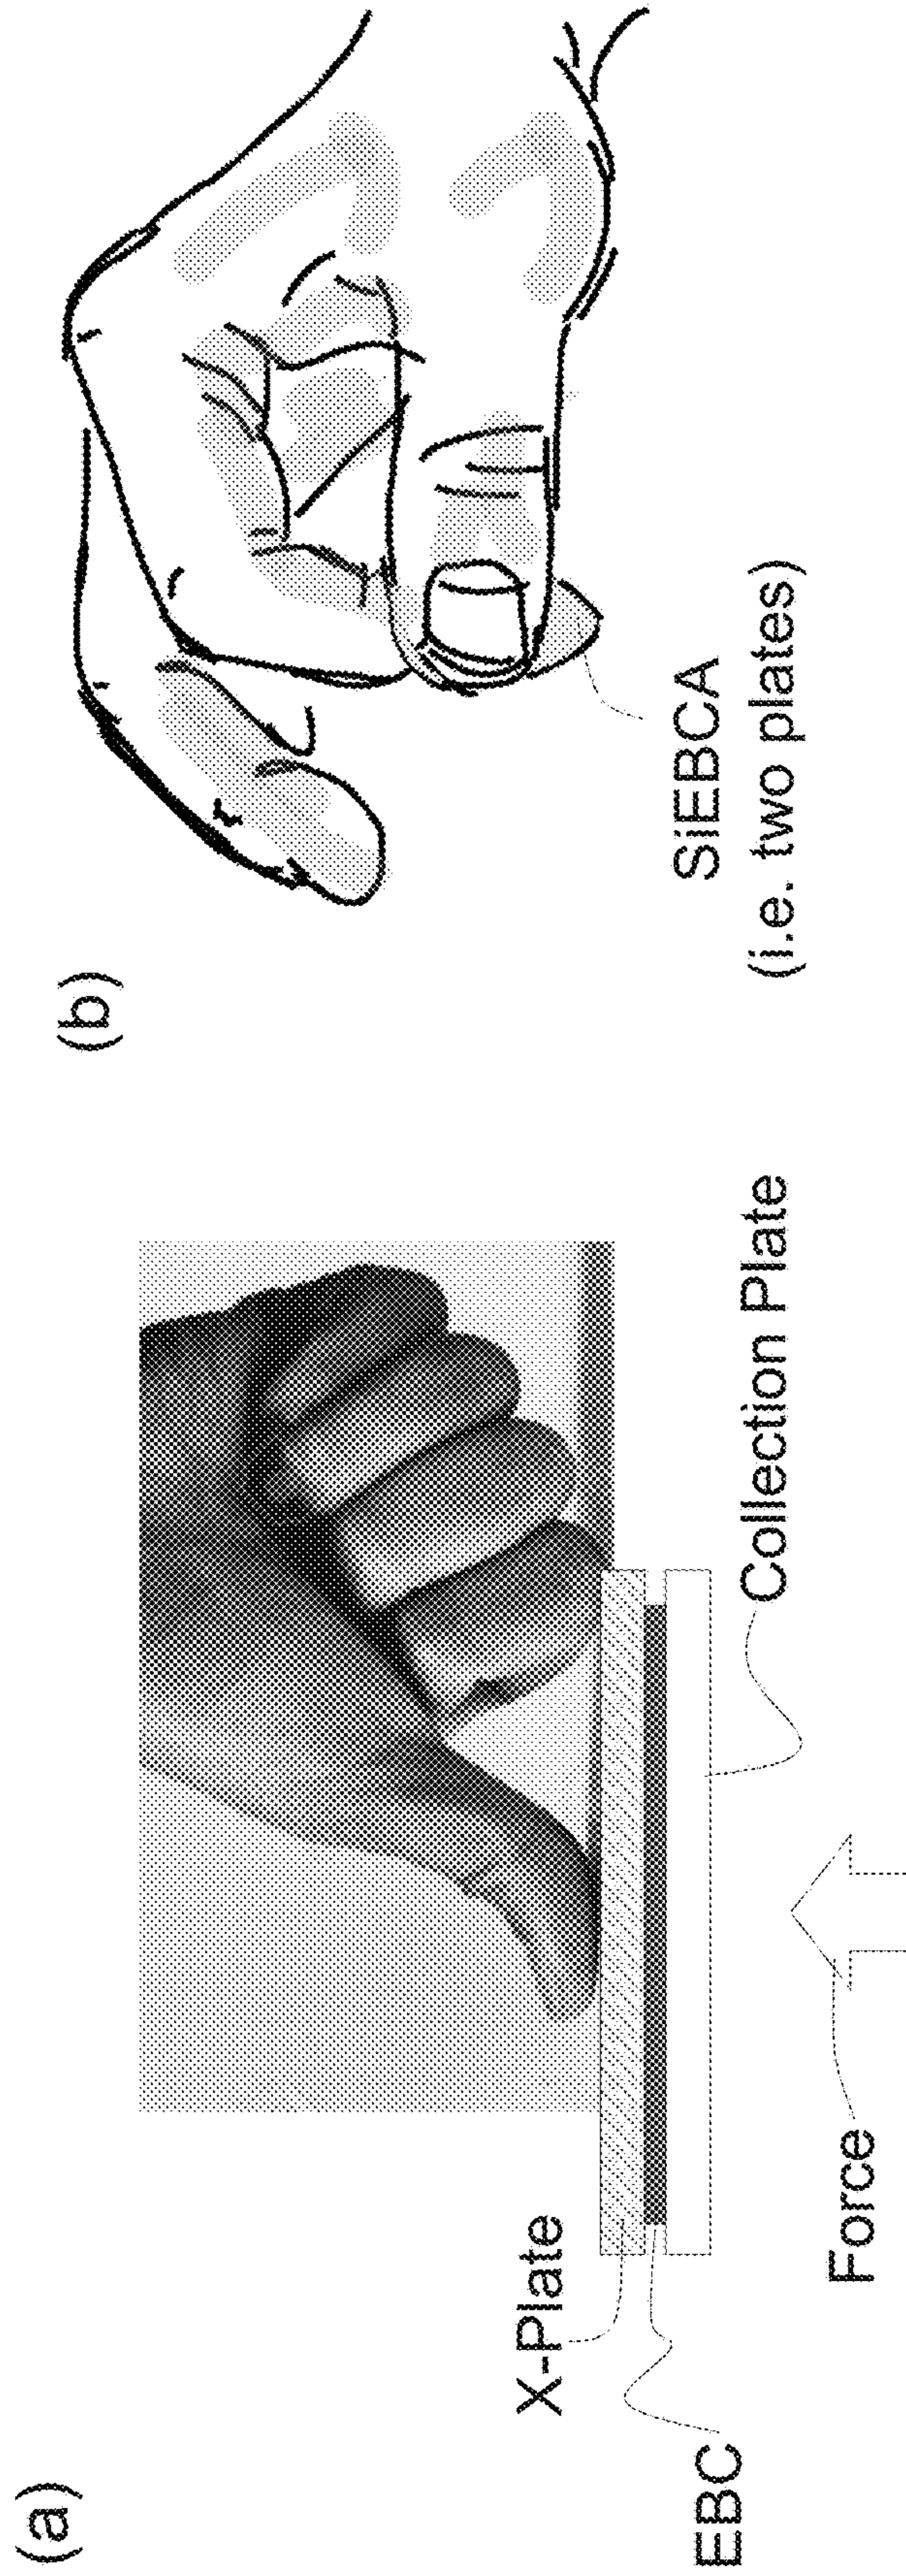 (a)
X-Plate
EBC
Force
Collection Plate
(b)
SiEBCA
(i.e. two plates)